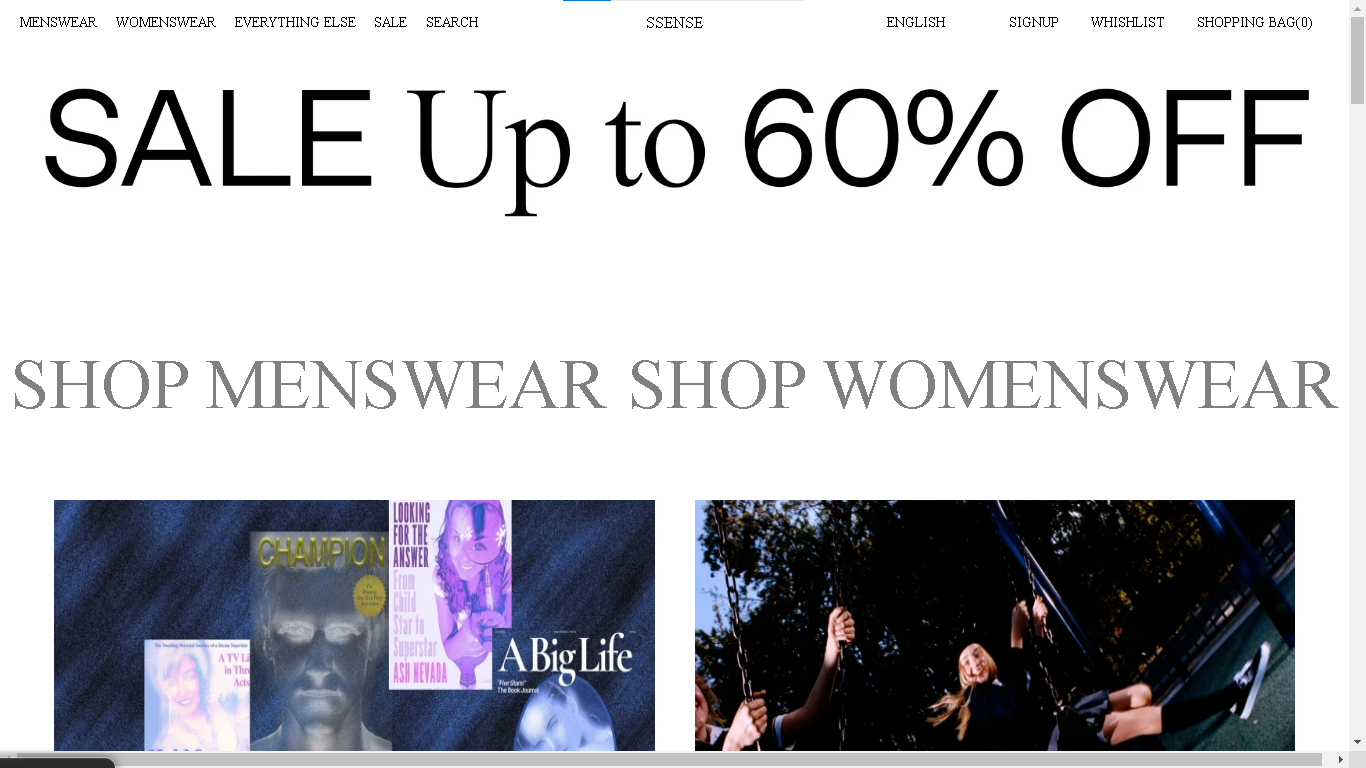 MENSWEAR WOMENSWEAR EVERYTHING ELSE SALE SEARCH SSENSE ENGLISH SIGNUP WHISHLIST SHOPPING BAG(0)
SALE Up to 60% OFF
SHOP MENSWEAR SHOP WOMENSWEAR
LOOKING
FOR THE
ANSWER
From
Child
Star to
Superstar
ASH NEVADA
CHAMPION
A Big Life
"Five Stars!"
The Book Journal
A TV Li
in Thre
Acts